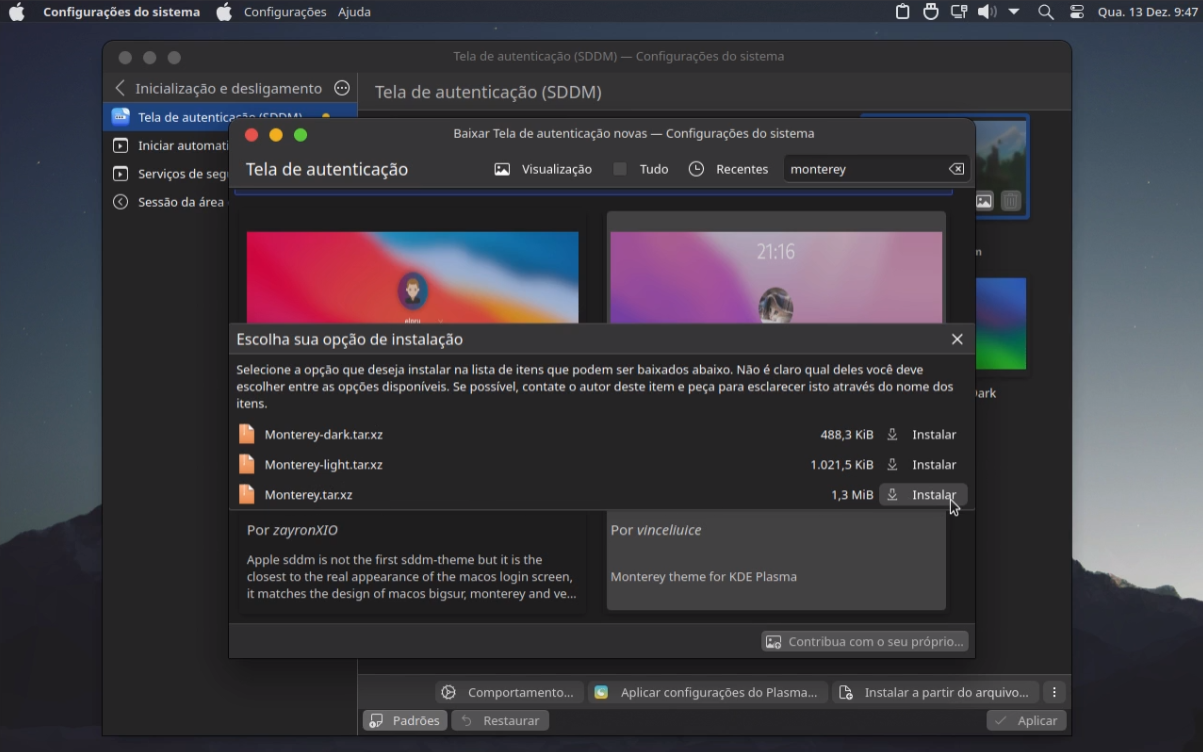 Configurações do sistema Configurações Ajuda Qua. 13 Dez. 9:47
Tela de autenticação (SDDM) — Configurações do sistema
Inicialização e desligamento
Tela de autenticação (SDDM)
Tela de autenticação (SDDM)
Iniciar automati
Serviços de seg
Sessão da área
Baixar Tela de autenticação novas — Configurações do sistema
Tela de autenticação Visualização Tudo Recentes monterey
21:16
Escolha sua opção de instalação
Selecione a opção que deseja instalar na lista de itens que podem ser baixados abaixo. Não é claro qual deles você deve
escolher entre as opções disponíveis. Se possível, contate o autor deste item e peça para esclarecer isto através do nome dos
itens.
Monterey-dark.tar.xz 488,3 KiB Instalar
Monterey-light.tar.xz 1.021,5 KiB Instalar
Monterey.tar.xz 1,3 MiB Instalar
Por zayronXIO
Apple sddm is not the first sddm-theme but it is the
closest to the real appearance of the macos login screen,
it matches the design of macos bigsur, monterey and ve...
Por vinceliuice
Monterey theme for KDE Plasma
Contribua com o seu próprio...
Comportamento... Aplicar configurações do Plasma... Instalar a partir do arquivo...
Padrões Restaurar Aplicar